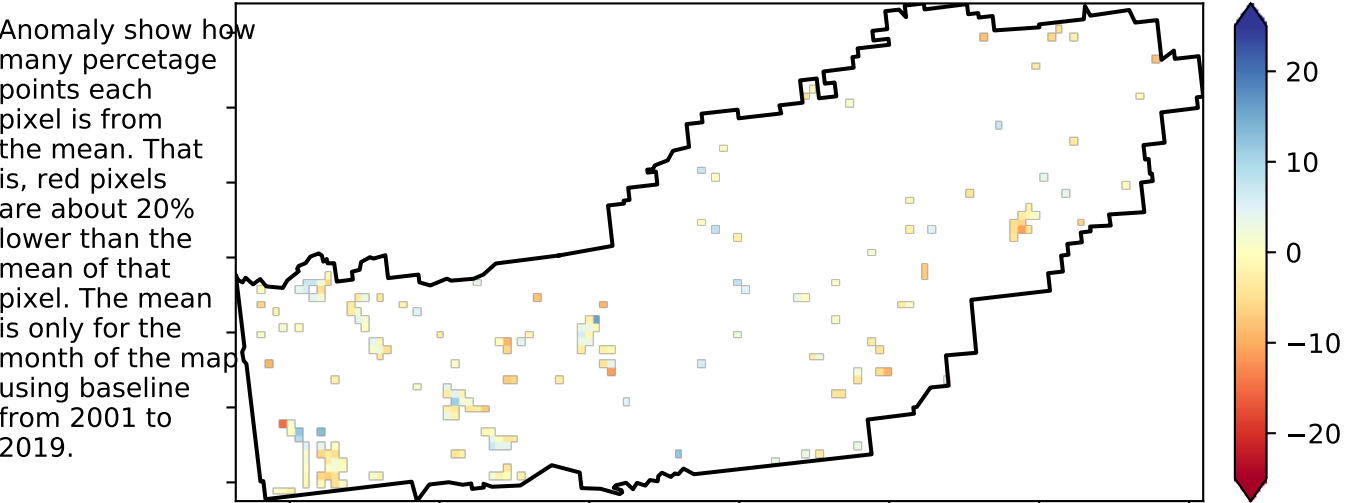 Anomaly show how
many percetage
points each
pixel is from
the mean. That
is, red pixels
are about 20%
lower than the
mean of that
pixel. The mean
is only for the
month of the map
using baseline
from 2001 to
2019.
20
10
0
−10
−20